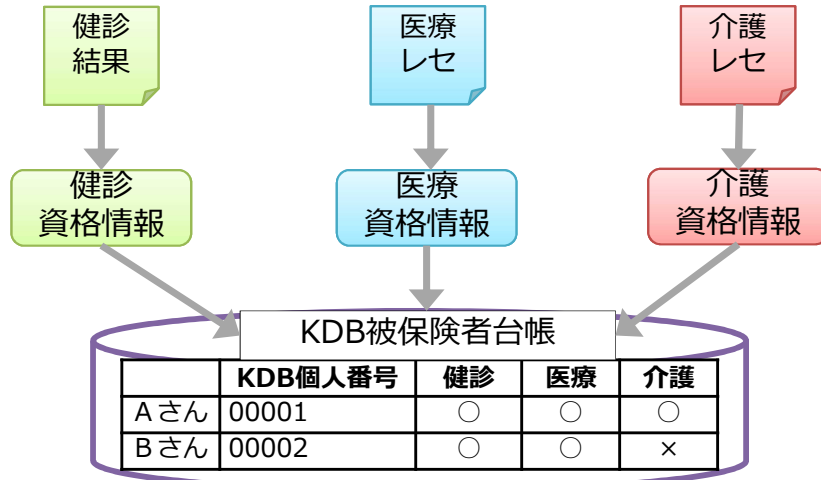 健診
結果
医療
レセ
介護
レセ
健診
資格情報
医療
資格情報
介護
資格情報
KDB被保険者台帳
KDB個人番号 健診 医療 介護
Aさん 00001 ○ ○ ○
Bさん 00002 ○ ○ ×